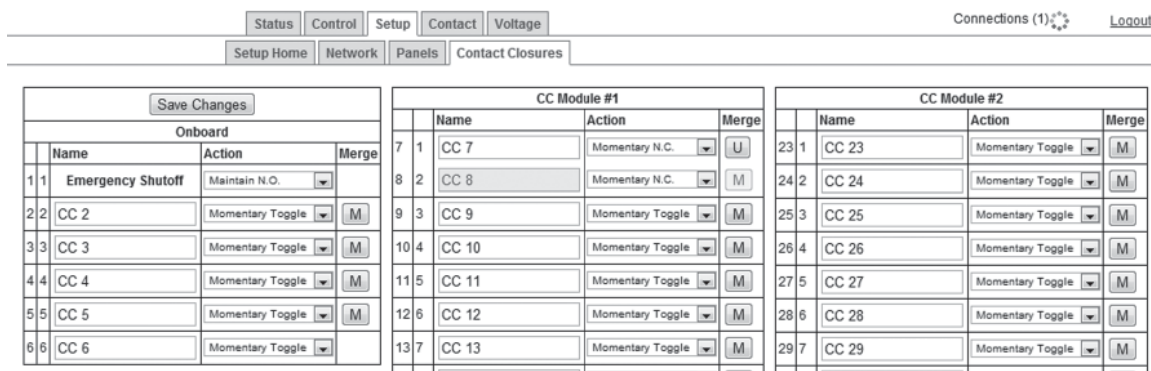 Status Control Setup Contact Voltage Connections (1) Logout
Setup Home Network Panels Contact Closures
Save Changes
Onboard
Name Action Merge
1 1 Emergency Shutoff Maintain N.O.
2 2 CC 2 Momentary Toggle M
3 3 CC 3 Momentary Toggle M
4 4 CC 4 Momentary Toggle M
5 5 CC 5 Momentary Toggle M
6 6 CC 6 Momentary Toggle
CC Module #1
Name Action Merge
7 1 CC 7 Momentary N.C. U
8 2 CC 8 Momentary N.C. M
9 3 CC 9 Momentary Toggle M
10 4 CC 10 Momentary Toggle M
11 5 CC 11 Momentary Toggle M
12 6 CC 12 Momentary Toggle M
13 7 CC 13 Momentary Toggle M
CC Module #2
Name Action Merge
23 1 CC 23 Momentary Toggle M
24 2 CC 24 Momentary Toggle M
25 3 CC 25 Momentary Toggle M
26 4 CC 26 Momentary Toggle M
27 5 CC 27 Momentary Toggle M
28 6 CC 28 Momentary Toggle M
29 7 CC 29 Momentary Toggle M